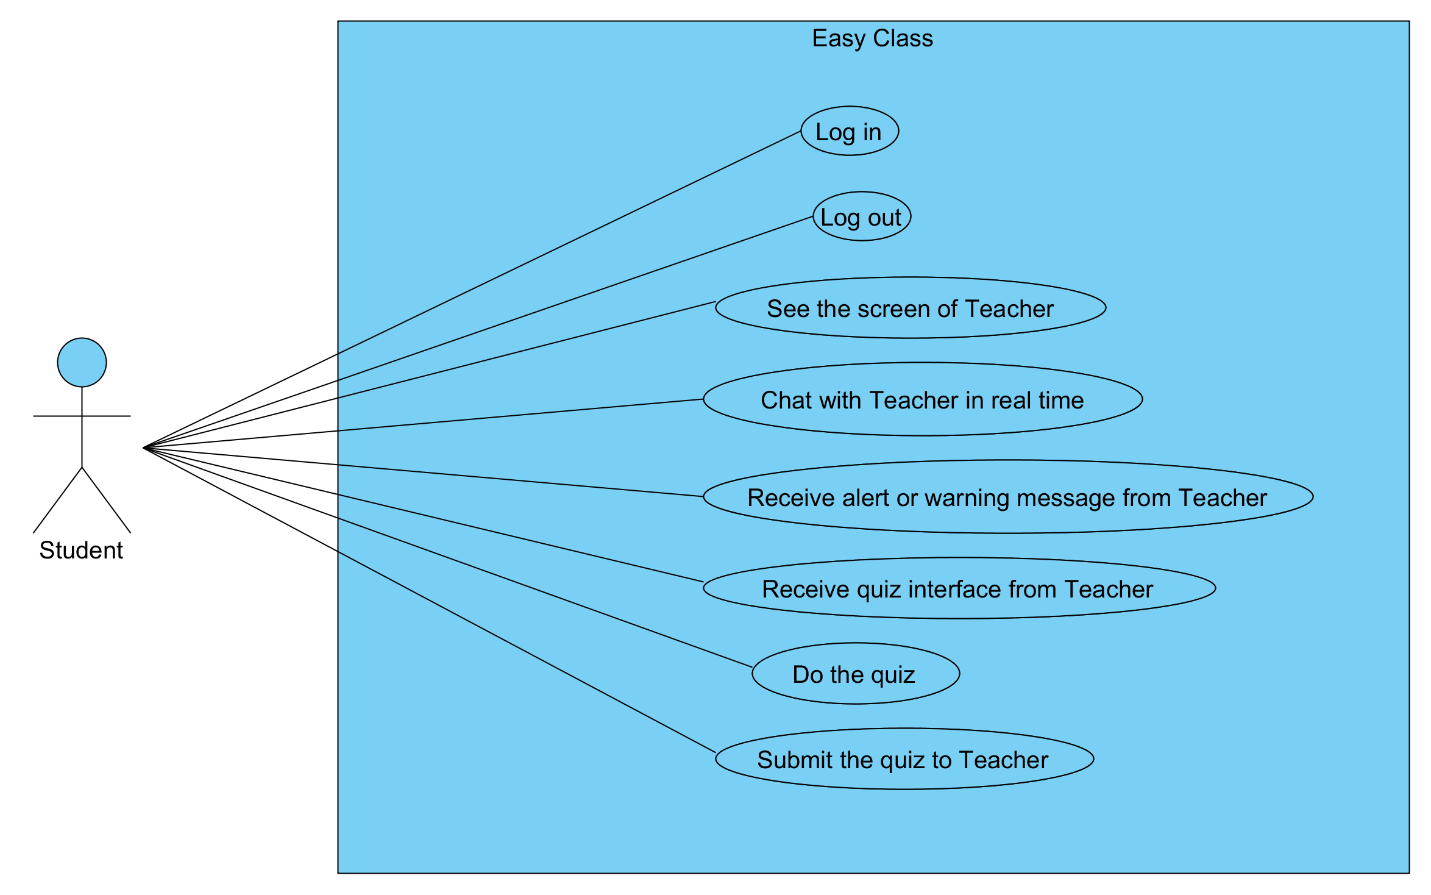 Easy Class
Log in
Log out
See the screen of Teacher
Chat with Teacher in real time
Receive alert or warning message from Teacher
Student
Receive quiz interface from Teacher
Do the quiz
Submit the quiz to Teacher